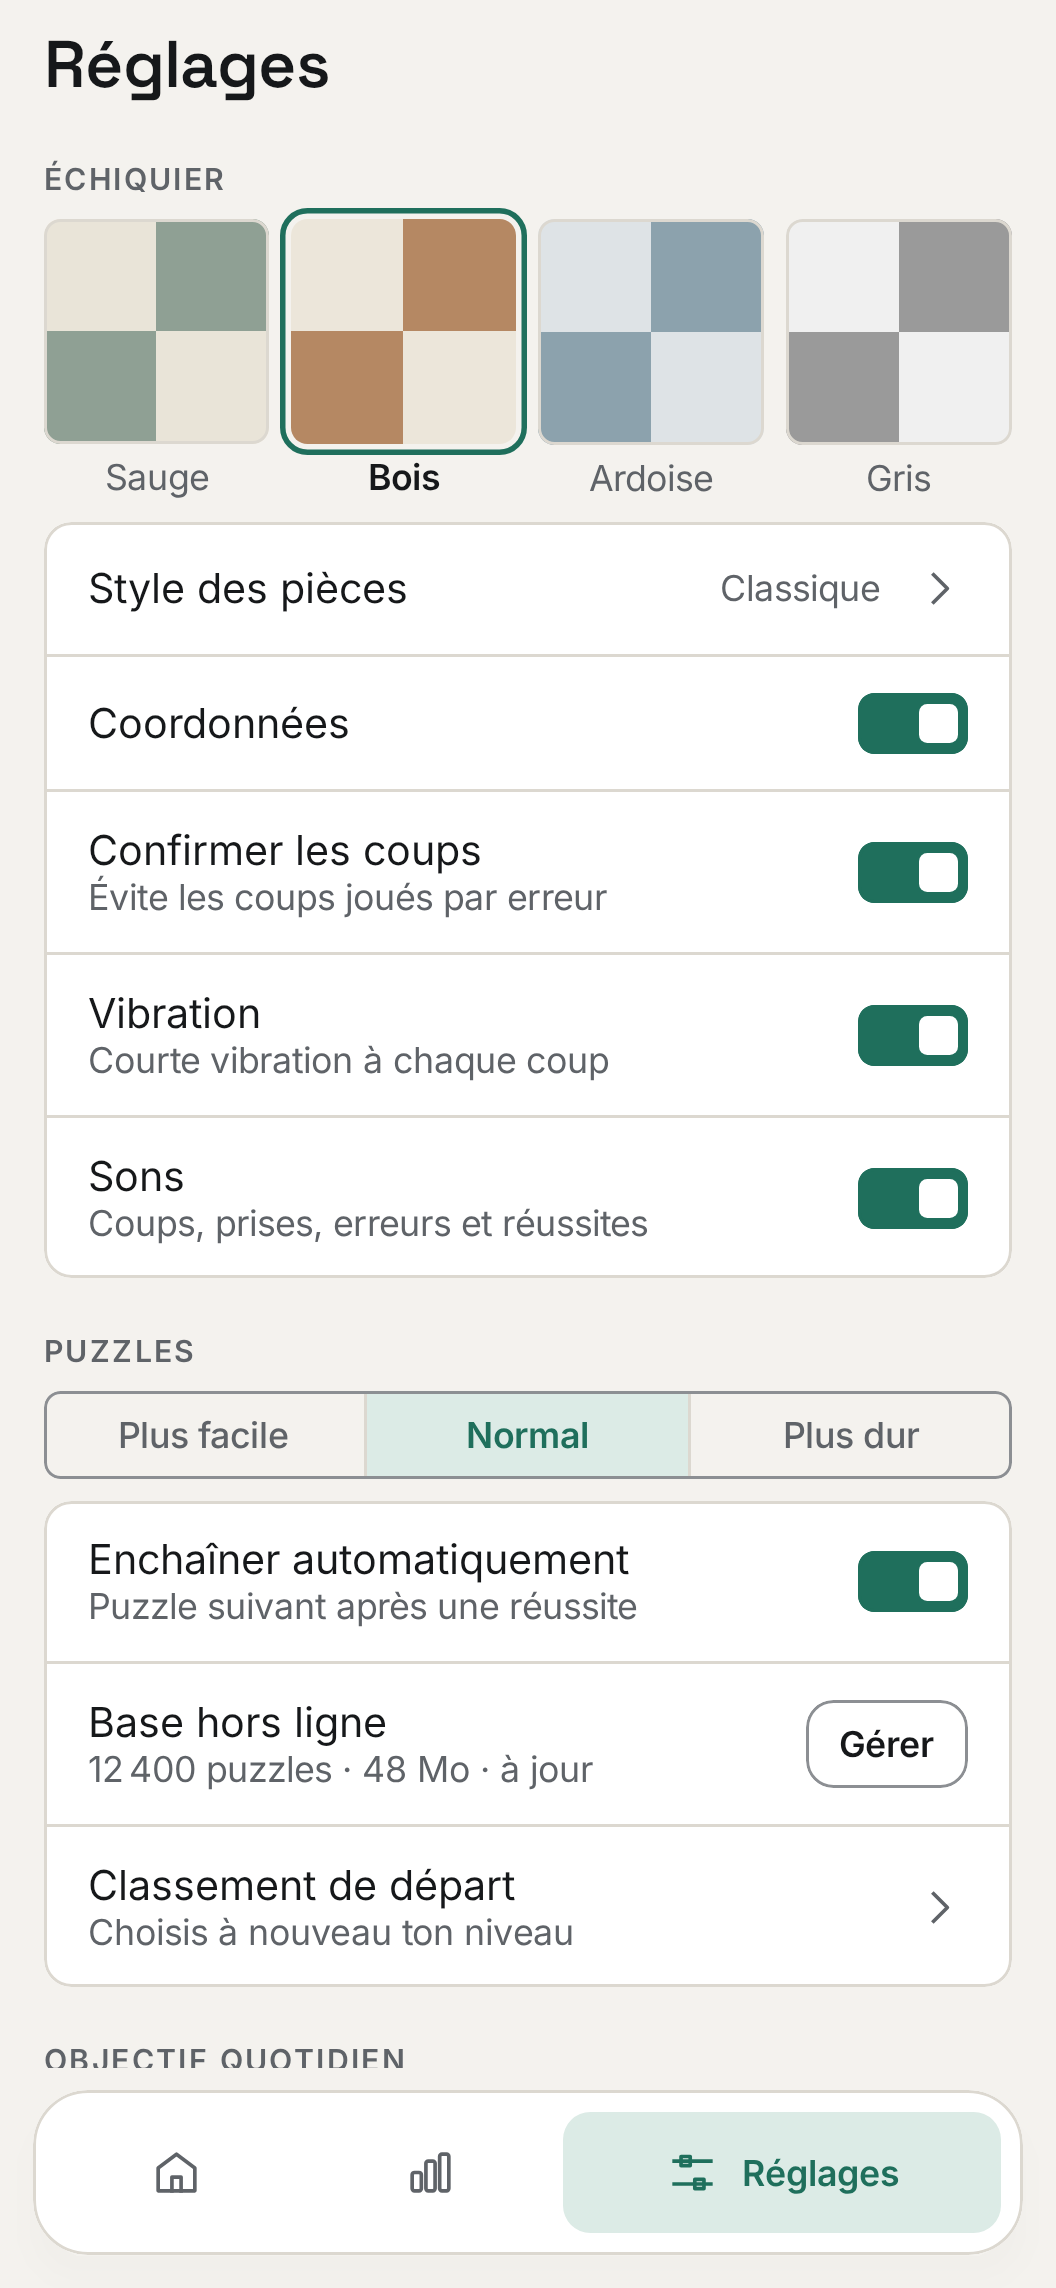 Réglages
ÉCHIQUIER
Sauge
Bois
Ardoise
Gris
Style des pièces
Classique
Coordonnées
Confirmer les coups
Évite les coups joués par erreur
Vibration
Courte vibration à chaque coup
Sons
Coups, prises, erreurs et réussites
PUZZLES
Plus facile
Normal
Plus dur
Enchaîner automatiquement
Puzzle suivant après une réussite
Base hors ligne
12 400 puzzles · 48 Mo · à jour
Gérer
Classement de départ
Choisis à nouveau ton niveau
OBJECTIF QUOTIDIEN
Réglages